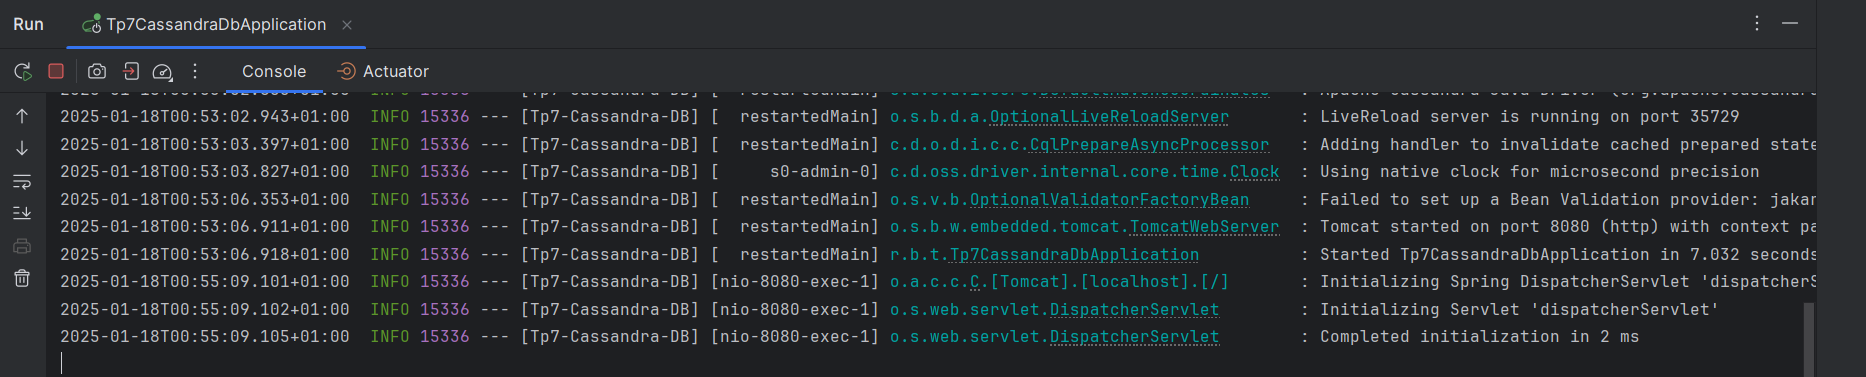 Run Tp7CassandraDbApplication
Console Actuator
2025-01-18T00:53:02.943+01:00 INFO 15336 --- [Tp7-Cassandra-DB] [ restartedMain] o.s.b.d.a.OptionalLiveReloadServer : LiveReload server is running on port 35729
2025-01-18T00:53:03.397+01:00 INFO 15336 --- [Tp7-Cassandra-DB] [ restartedMain] c.d.o.d.i.c.c.CqlPrepareAsyncProcessor : Adding handler to invalidate cached prepared state
2025-01-18T00:53:03.827+01:00 INFO 15336 --- [Tp7-Cassandra-DB] [ s0-admin-0] c.d.oss.driver.internal.core.time.Clock : Using native clock for microsecond precision
2025-01-18T00:53:06.353+01:00 INFO 15336 --- [Tp7-Cassandra-DB] [ restartedMain] o.s.v.b.OptionalValidatorFactoryBean : Failed to set up a Bean Validation provider: jakar
2025-01-18T00:53:06.911+01:00 INFO 15336 --- [Tp7-Cassandra-DB] [ restartedMain] o.s.b.w.embedded.tomcat.TomcatWebServer : Tomcat started on port 8080 (http) with context pa
2025-01-18T00:53:06.918+01:00 INFO 15336 --- [Tp7-Cassandra-DB] [ restartedMain] r.b.t.Tp7CassandraDbApplication : Started Tp7CassandraDbApplication in 7.032 seconds
2025-01-18T00:55:09.101+01:00 INFO 15336 --- [Tp7-Cassandra-DB] [nio-8080-exec-1] o.a.c.c.C.[Tomcat].[localhost].[/] : Initializing Spring DispatcherServlet 'dispatcherS
2025-01-18T00:55:09.102+01:00 INFO 15336 --- [Tp7-Cassandra-DB] [nio-8080-exec-1] o.s.web.servlet.DispatcherServlet : Initializing Servlet 'dispatcherServlet'
2025-01-18T00:55:09.105+01:00 INFO 15336 --- [Tp7-Cassandra-DB] [nio-8080-exec-1] o.s.web.servlet.DispatcherServlet : Completed initialization in 2 ms